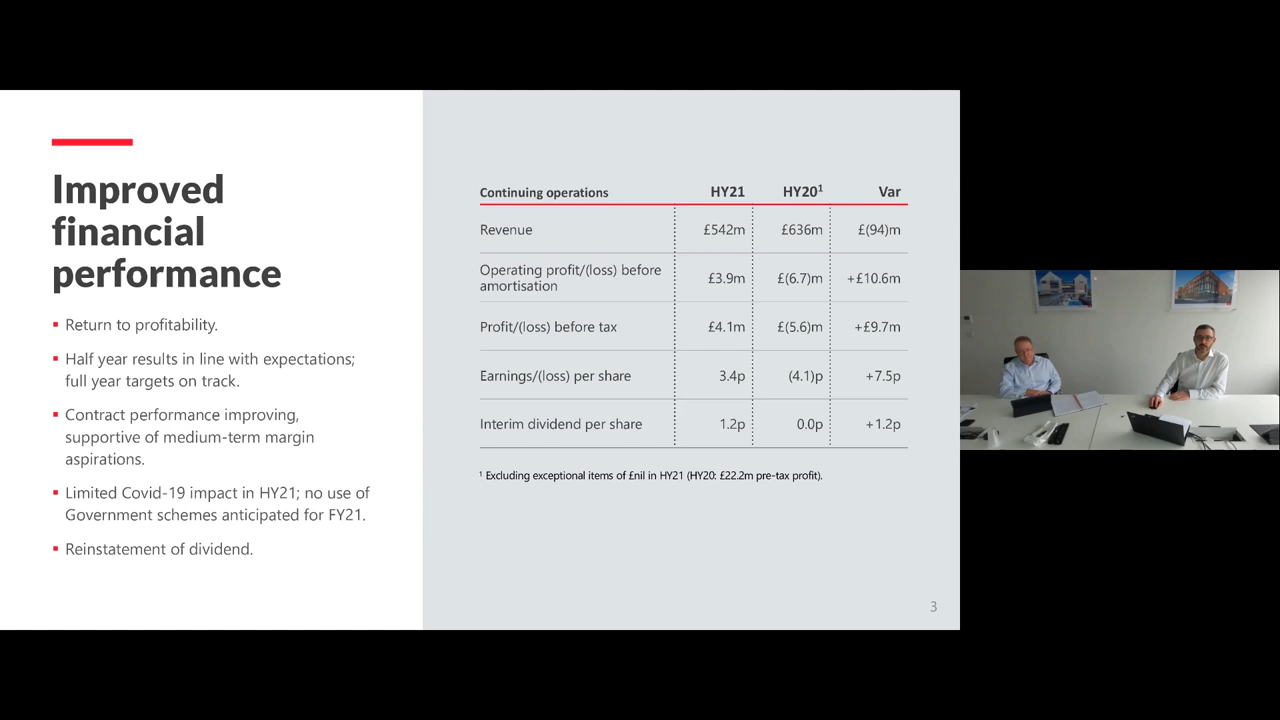 Improved
financial
performance
Return to profitability.
Half year results in line with expectations;
full year targets on track.
Contract performance improving,
supportive of medium-term margin
aspirations.
Limited Covid-19 impact in HY21; no use of
Government schemes anticipated for FY21.
Reinstatement of dividend.
Continuing operations HY21 HY20¹ Var
Revenue £542m £636m £(94)m
Operating profit/(loss) before
amortisation £3.9m £(6.7)m +£10.6m
Profit/(loss) before tax £4.1m £(5.6)m +£9.7m
Earnings/(loss) per share 3.4p (4.1)p +7.5p
Interim dividend per share 1.2p 0.0p +1.2p
¹ Excluding exceptional items of £nil in HY21 (HY20: £22.2m pre-tax profit).
3